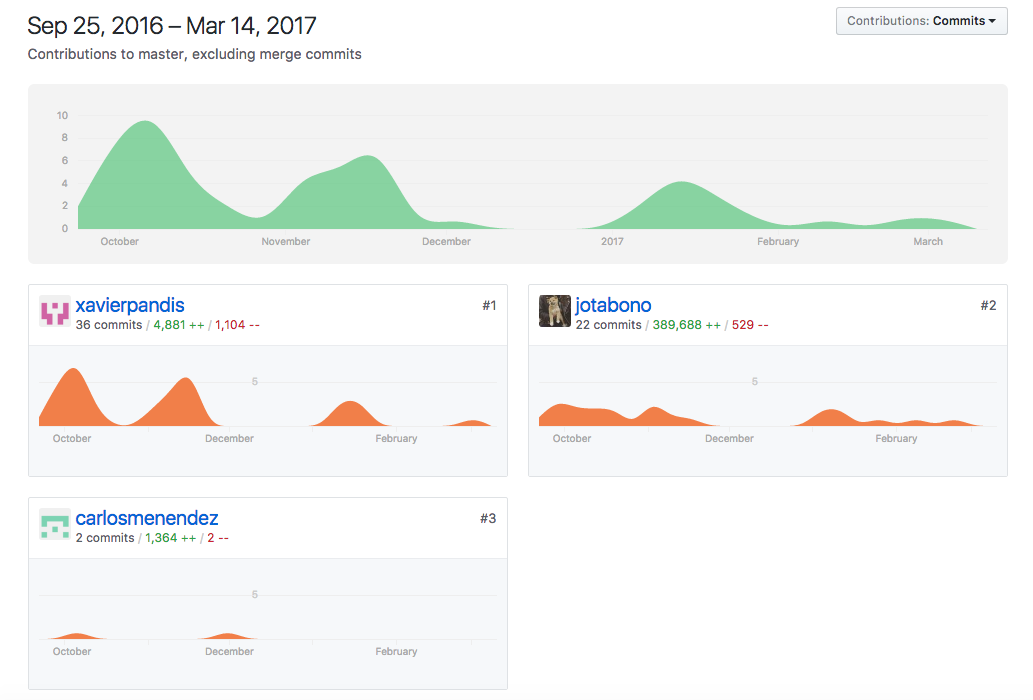 Sep 25, 2016 – Mar 14, 2017
Contributions: Commits
Contributions to master, excluding merge commits
10
8
6
4
2
0
October November December 2017 February March
xavierpandis #1
36 commits / 4,881 ++ / 1,104 --
5
October December February
jotabono #2
22 commits / 389,688 ++ / 529 --
5
October December February
carlosmenendez #3
2 commits / 1,364 ++ / 2 --
5
October December February